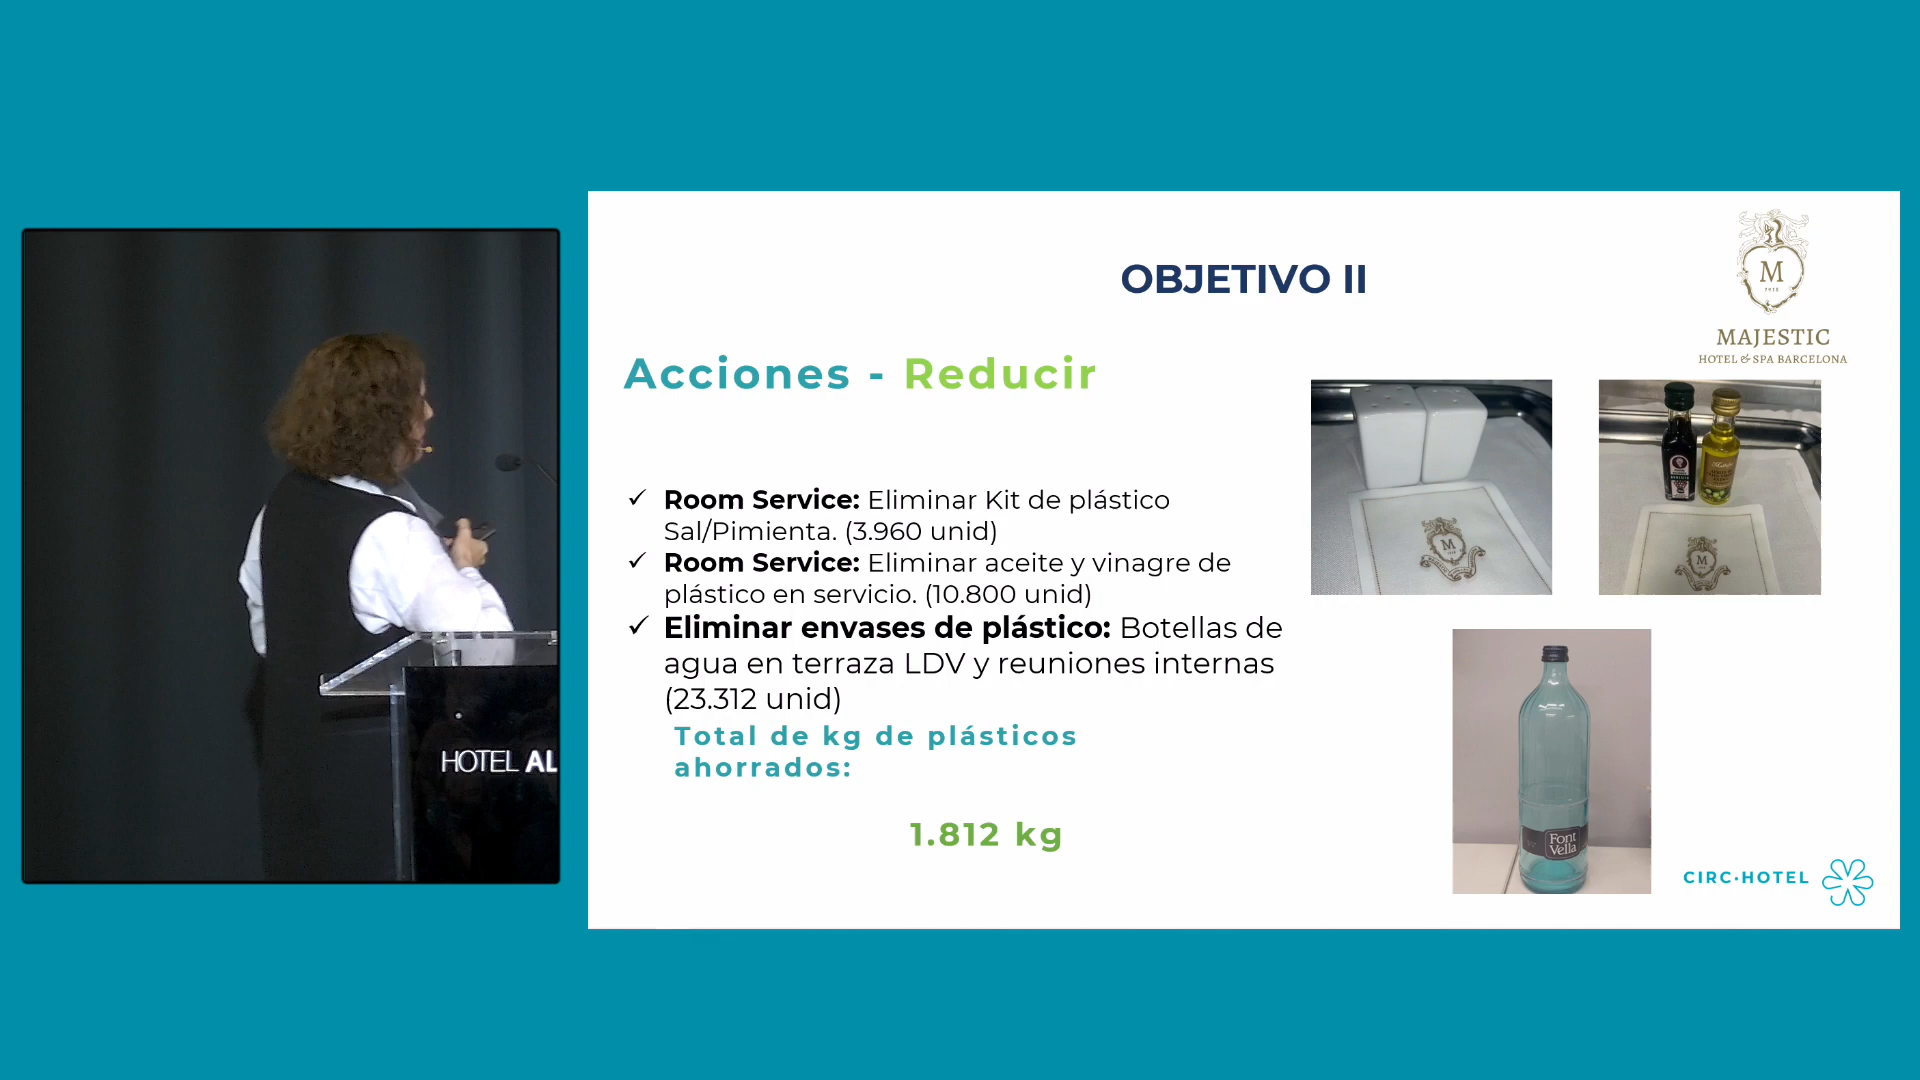 OBJETIVO II
M
MAJESTIC
HOTEL & SPA BARCELONA
Acciones - Reducir
✓ Room Service: Eliminar Kit de plástico
Sal/Pimienta. (3.960 unid)
✓ Room Service: Eliminar aceite y vinagre de
plástico en servicio. (10.800 unid)
✓ Eliminar envases de plástico: Botellas de
agua en terraza LDV y reuniones internas
(23.312 unid)
Total de kg de plásticos
ahorrados:
1.812 kg
M
M
Font
Vella
CIRC·HOTEL
HOTEL AL